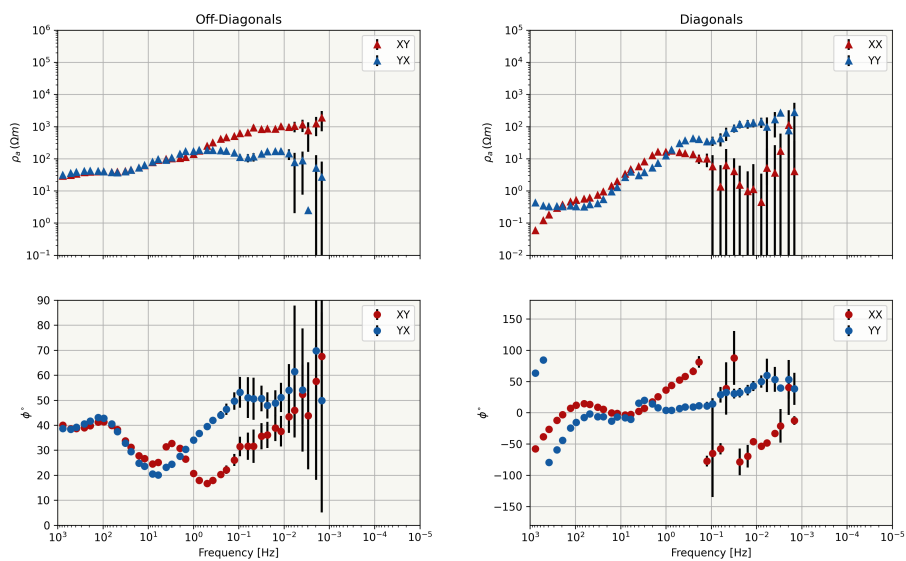 Off-Diagonals
10⁶
10⁵
10⁴
10³
10²
10¹
10⁰
10⁻¹
ρₐ (Ωm)
XY
YX
Diagonals
10⁵
10⁴
10³
10²
10¹
10⁰
10⁻¹
10⁻²
ρₐ (Ωm)
XX
YY
90
80
70
60
50
40
30
20
10
0
ϕ°
XY
YX
10³ 10² 10¹ 10⁰ 10⁻¹ 10⁻² 10⁻³ 10⁻⁴ 10⁻⁵
Frequency [Hz]
150
100
50
0
−50
−100
−150
ϕ°
XX
YY
10³ 10² 10¹ 10⁰ 10⁻¹ 10⁻² 10⁻³ 10⁻⁴ 10⁻⁵
Frequency [Hz]